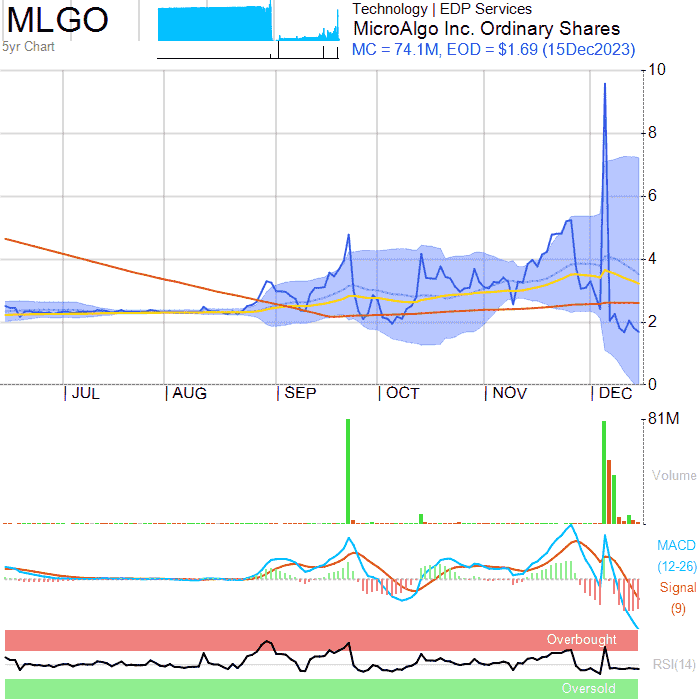 MLGO
5yr Chart
Technology | EDP Services
MicroAlgo Inc. Ordinary Shares
MC = 74.1M, EOD = $1.69 (15Dec2023)
10
8
6
4
2
0
JUL
AUG
SEP
OCT
NOV
DEC
81M
Volume
MACD
(12-26)
Signal
(9)
Overbought
RSI(14)
Oversold